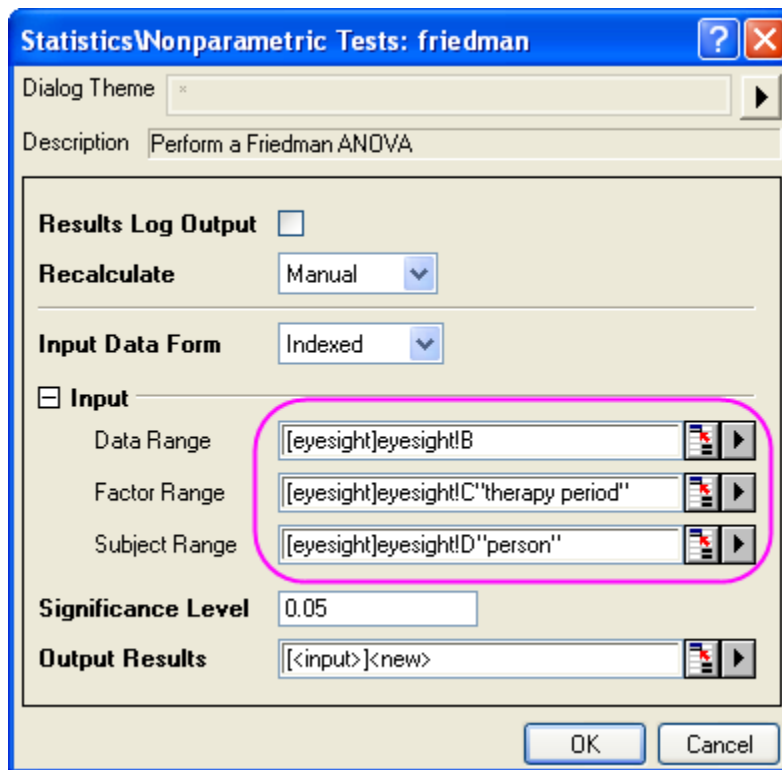 Statistics\Nonparametric Tests: friedman
Dialog Theme *
Description Perform a Friedman ANOVA
Results Log Output
Recalculate Manual
Input Data Form Indexed
Input
Data Range [eyesight]eyesight!B
Factor Range [eyesight]eyesight!C"therapy period"
Subject Range [eyesight]eyesight!D"person"
Significance Level 0.05
Output Results [<input>]<new>
OK Cancel